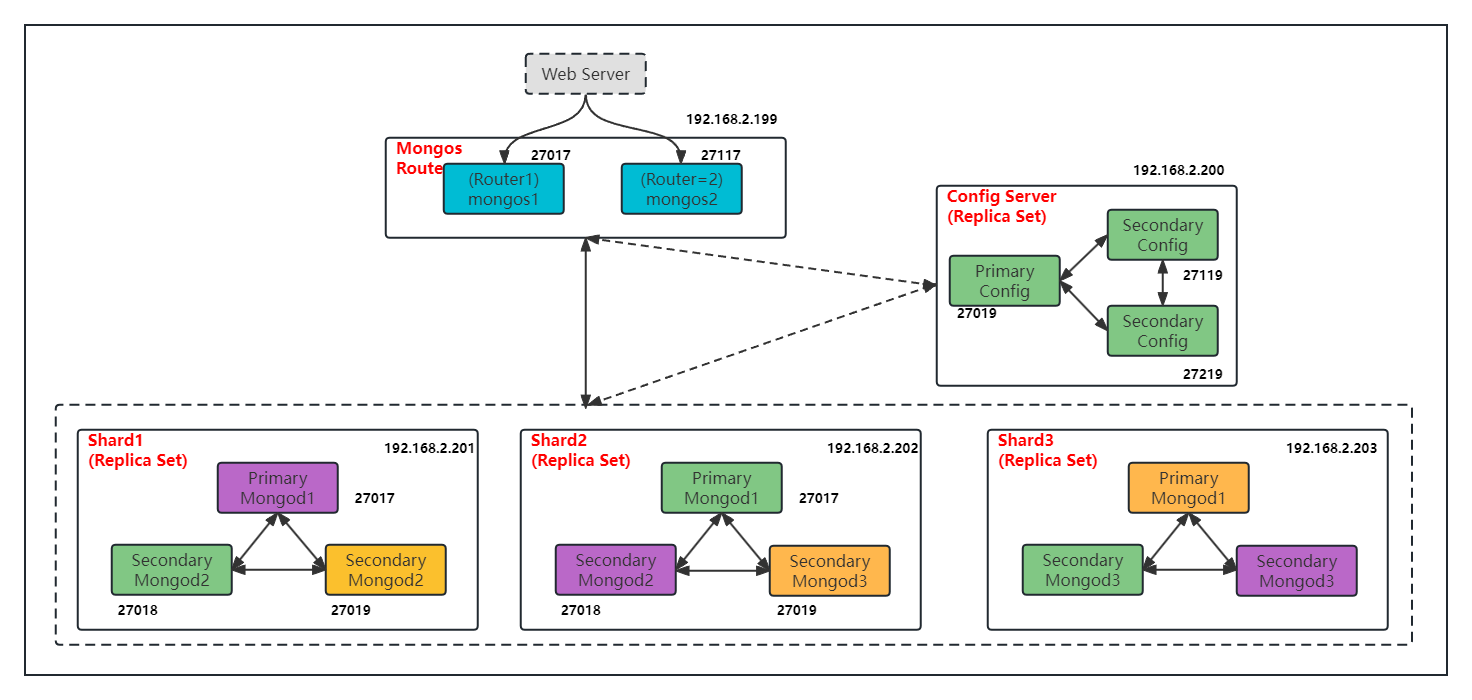 Web Server
192.168.2.199
Mongos
Route
27017
27117
(Router1)
mongos1
(Router=2)
mongos2
192.168.2.200
Config Server
(Replica Set)
Secondary
Config
27119
Primary
Config
27019
Secondary
Config
27219
Shard1
(Replica Set)
192.168.2.201
Primary
Mongod1
27017
Secondary
Mongod2
27018
Secondary
Mongod2
27019
Shard2
(Replica Set)
192.168.2.202
Primary
Mongod1
27017
Secondary
Mongod2
27018
Secondary
Mongod3
27019
Shard3
(Replica Set)
192.168.2.203
Primary
Mongod1
Secondary
Mongod3
Secondary
Mongod3